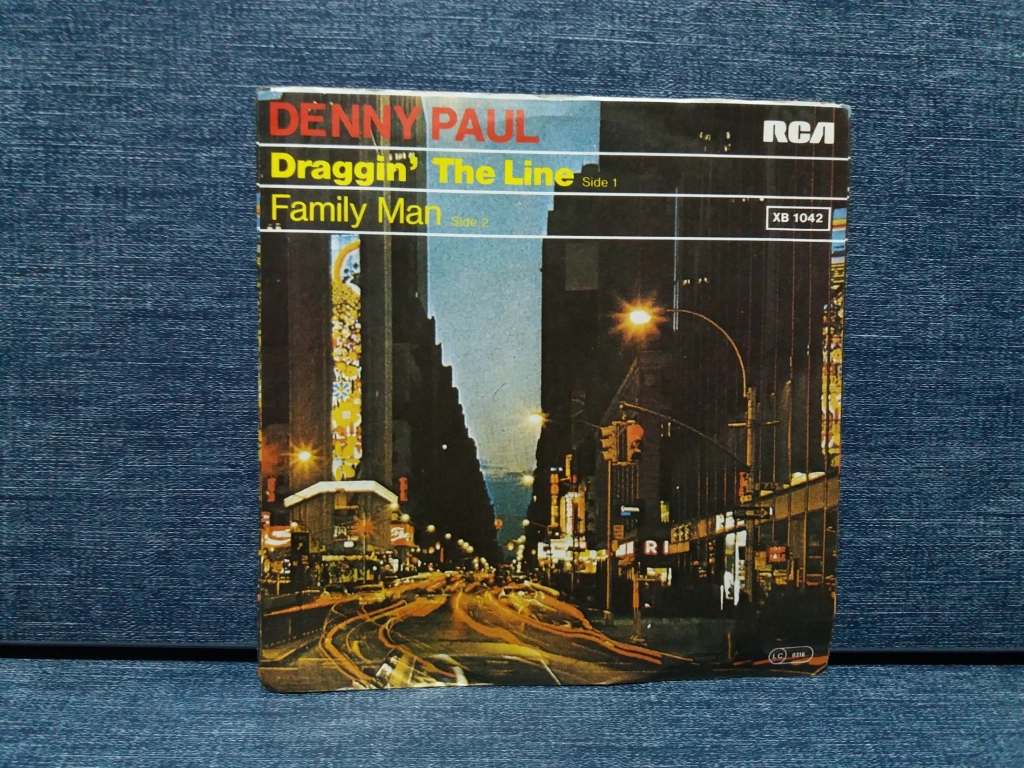 DENNY PAUL
RCA
Draggin' The Line Side 1
Family Man Side 2
XB 1042
LC 0316